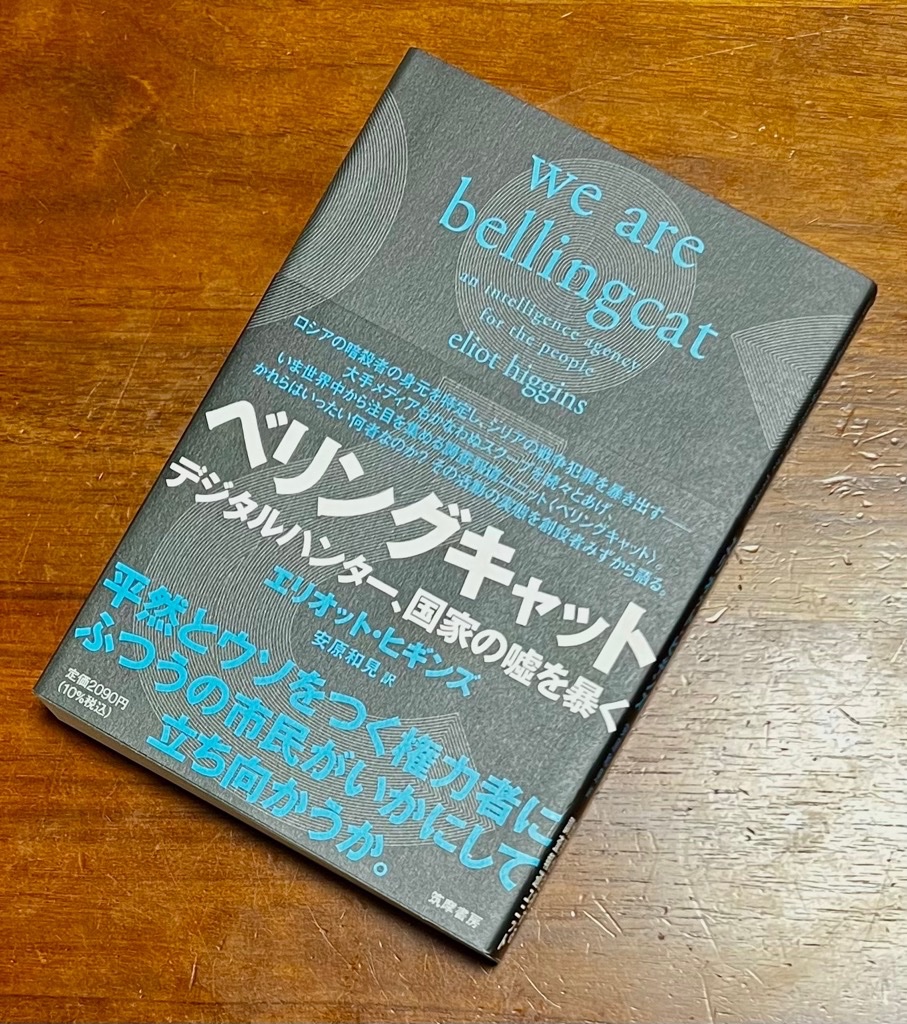 we are
bellingcat
an intelligence agency
for the people
eliot higgins
ロシアの暗殺者の身元を特定し、シリアの戦争犯罪を暴き出す――
大手メディアもかなわぬスクープを続々とあげ、
いま世界中から注目を集める調査報道ユニット〈ベリングキャット〉。
かれらはいったい何者なのか？その活動の実態を創設者みずから語る。
ベリングキャット
デジタルハンター、国家の嘘を暴く
エリオット・ヒギンズ
安原和見 訳
平然とウソをつく権力者に
ふつうの市民がいかにして
立ち向かうか。
定価2090円
(10%税込)
筑摩書房